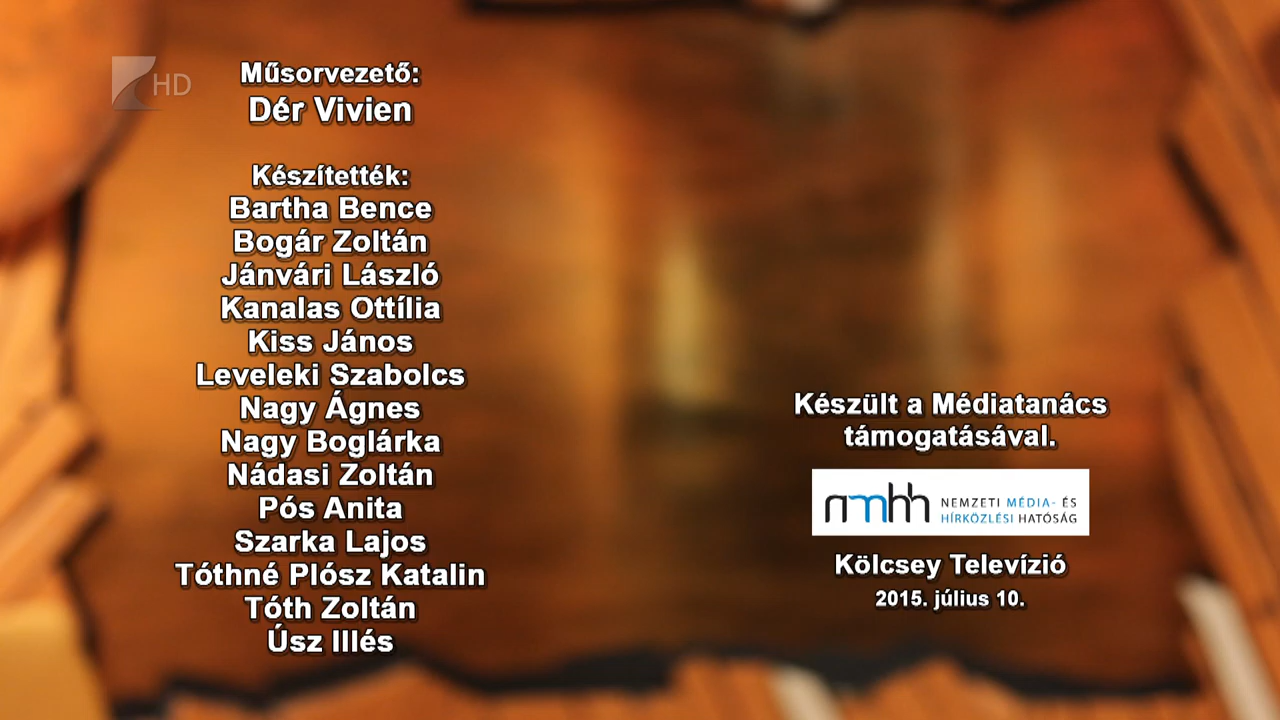 HD
Műsorvezető:
Dér Vivien
Készítették:
Bartha Bence
Bogár Zoltán
Jánvári László
Kanalas Ottília
Kiss János
Leveleki Szabolcs
Nagy Ágnes
Nagy Boglárka
Nádasi Zoltán
Pós Anita
Szarka Lajos
Tóthné Plósz Katalin
Tóth Zoltán
Úsz Illés
Készült a Médiatanács
támogatásával.
nmhh
NEMZETI MÉDIA- ÉS
HÍRKÖZLÉSI HATÓSÁG
Kölcsey Televízió
2015. július 10.